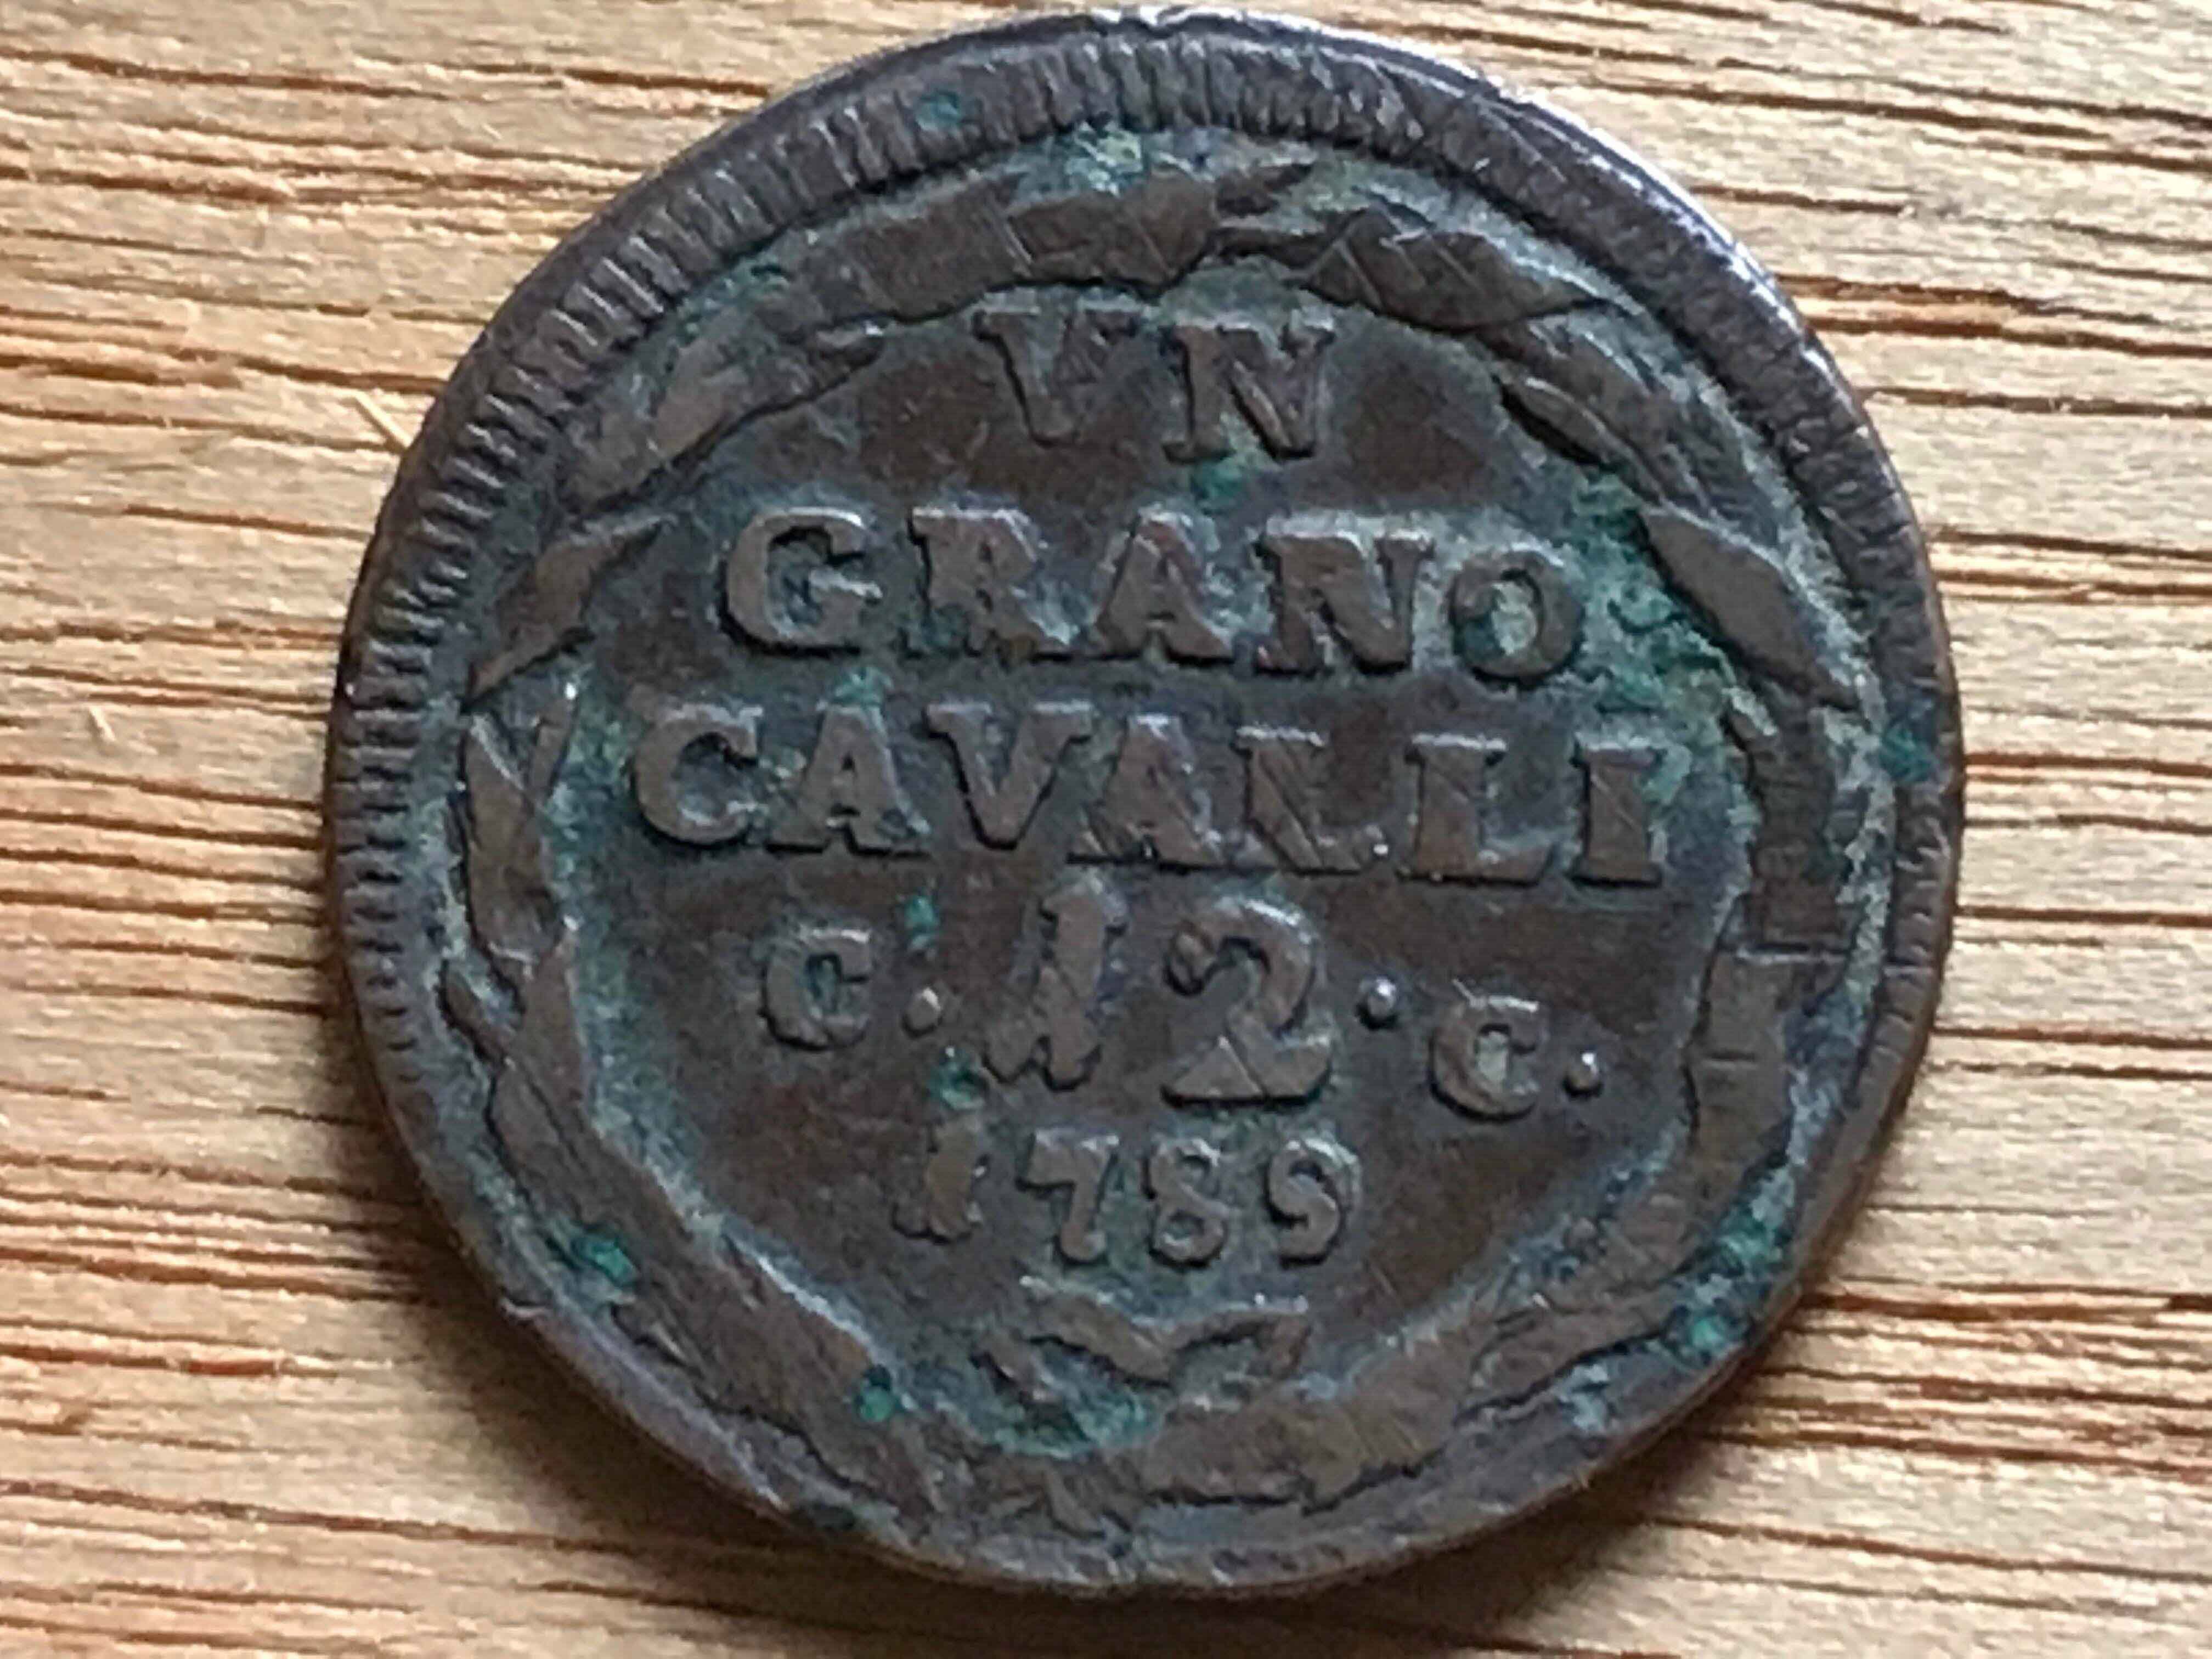 VN
GRANO
CAVALLI
C. 12. C.
1789